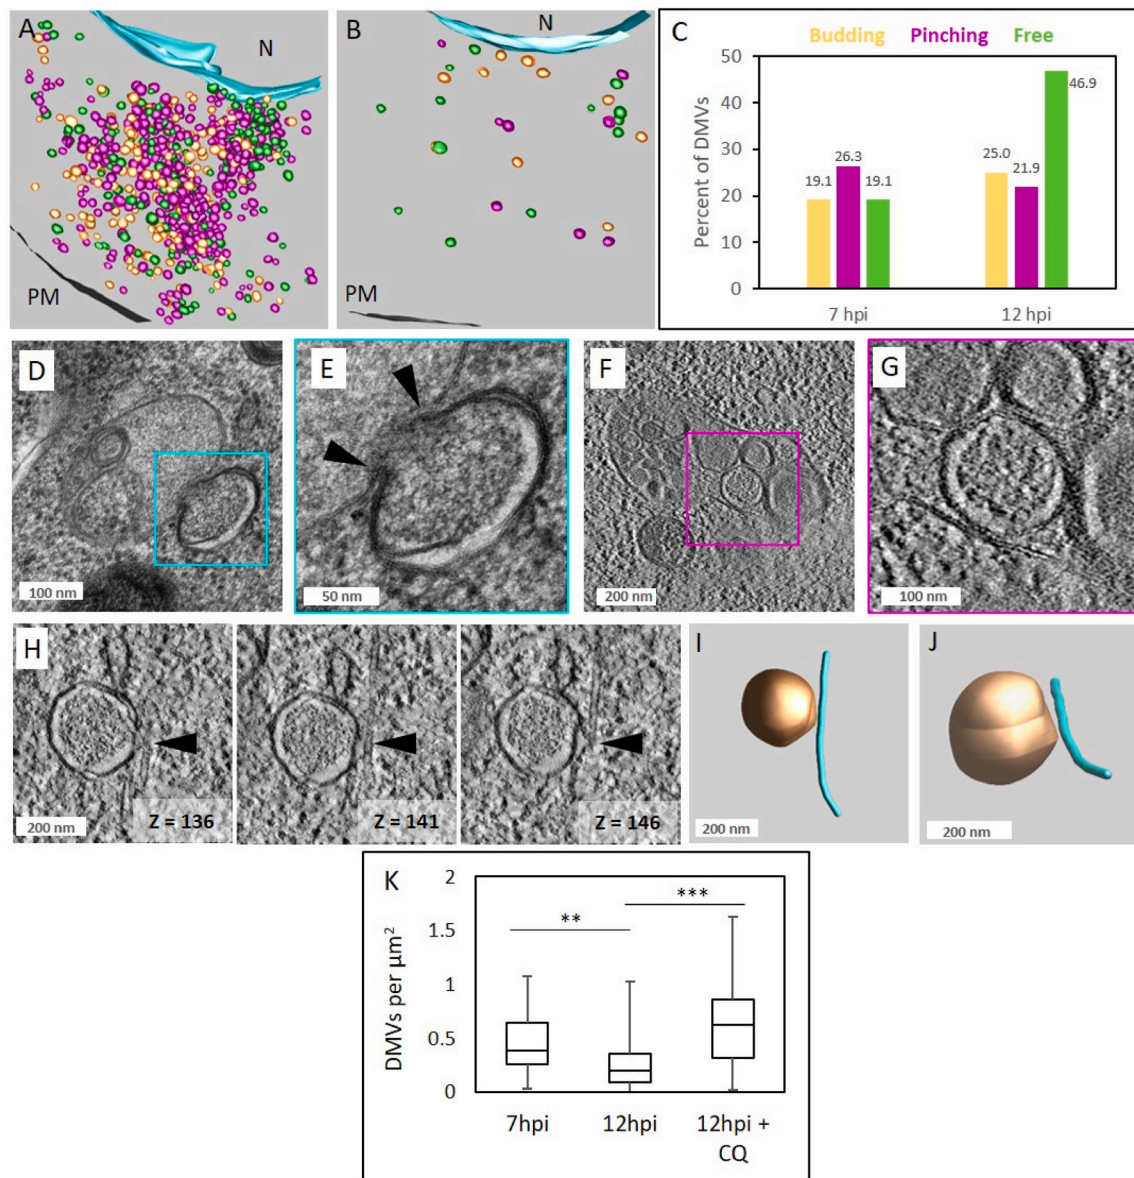 A
N
PM
B
N
PM
C
Budding Pinching Free
Percent of DMVs
50
40
30
20
10
0
19.1
26.3
19.1
25.0
21.9
46.9
7 hpi
12 hpi
D
100 nm
E
50 nm
F
200 nm
G
100 nm
H
200 nm
Z = 136
Z = 141
Z = 146
I
200 nm
J
200 nm
K
DMVs per µm²
2
1.5
1
0.5
0
**
***
7hpi
12hpi
12hpi +
CQ